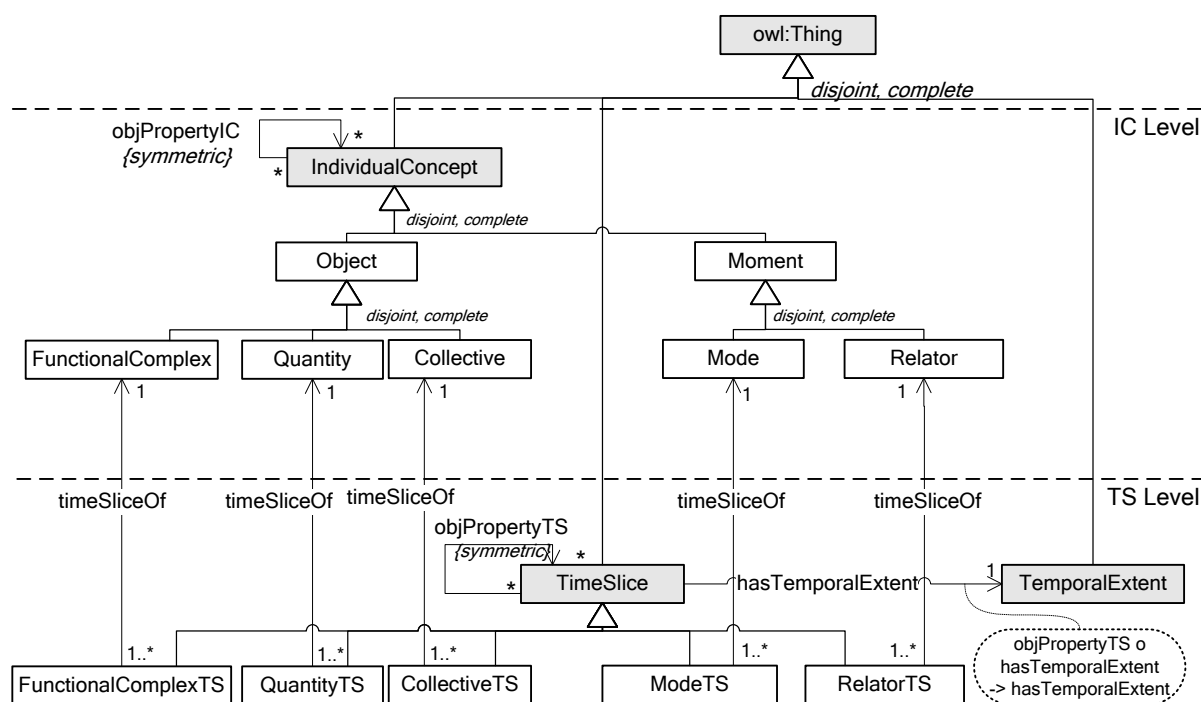 owl:Thing
disjoint, complete
IC Level
objPropertyIC
{symmetric}
*
*
IndividualConcept
disjoint, complete
Object
Moment
disjoint, complete
disjoint, complete
FunctionalComplex
Quantity
Collective
Mode
Relator
1
1
1
1
1
timeSliceOf
timeSliceOf
timeSliceOf
timeSliceOf
timeSliceOf
TS Level
objPropertyTS
{symmetric}
*
*
TimeSlice
hasTemporalExtent
1
TemporalExtent
objPropertyTS o
hasTemporalExtent
-> hasTemporalExtent
1..*
1..*
1..*
1..*
1..*
FunctionalComplexTS
QuantityTS
CollectiveTS
ModeTS
RelatorTS